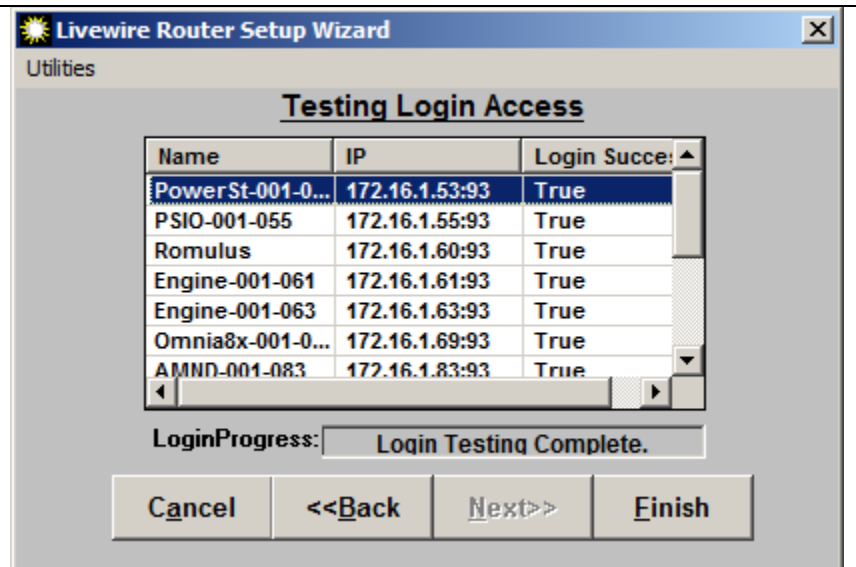 Livewire Router Setup Wizard
Utilities
Testing Login Access
Name IP Login Succe
PowerSt-001-0... 172.16.1.53:93 True
PSIO-001-055 172.16.1.55:93 True
Romulus 172.16.1.60:93 True
Engine-001-061 172.16.1.61:93 True
Engine-001-063 172.16.1.63:93 True
Omnia8x-001-0... 172.16.1.69:93 True
AMND-001-083 172.16.1.83:93 True
LoginProgress: Login Testing Complete.
Cancel <<Back Next>> Finish